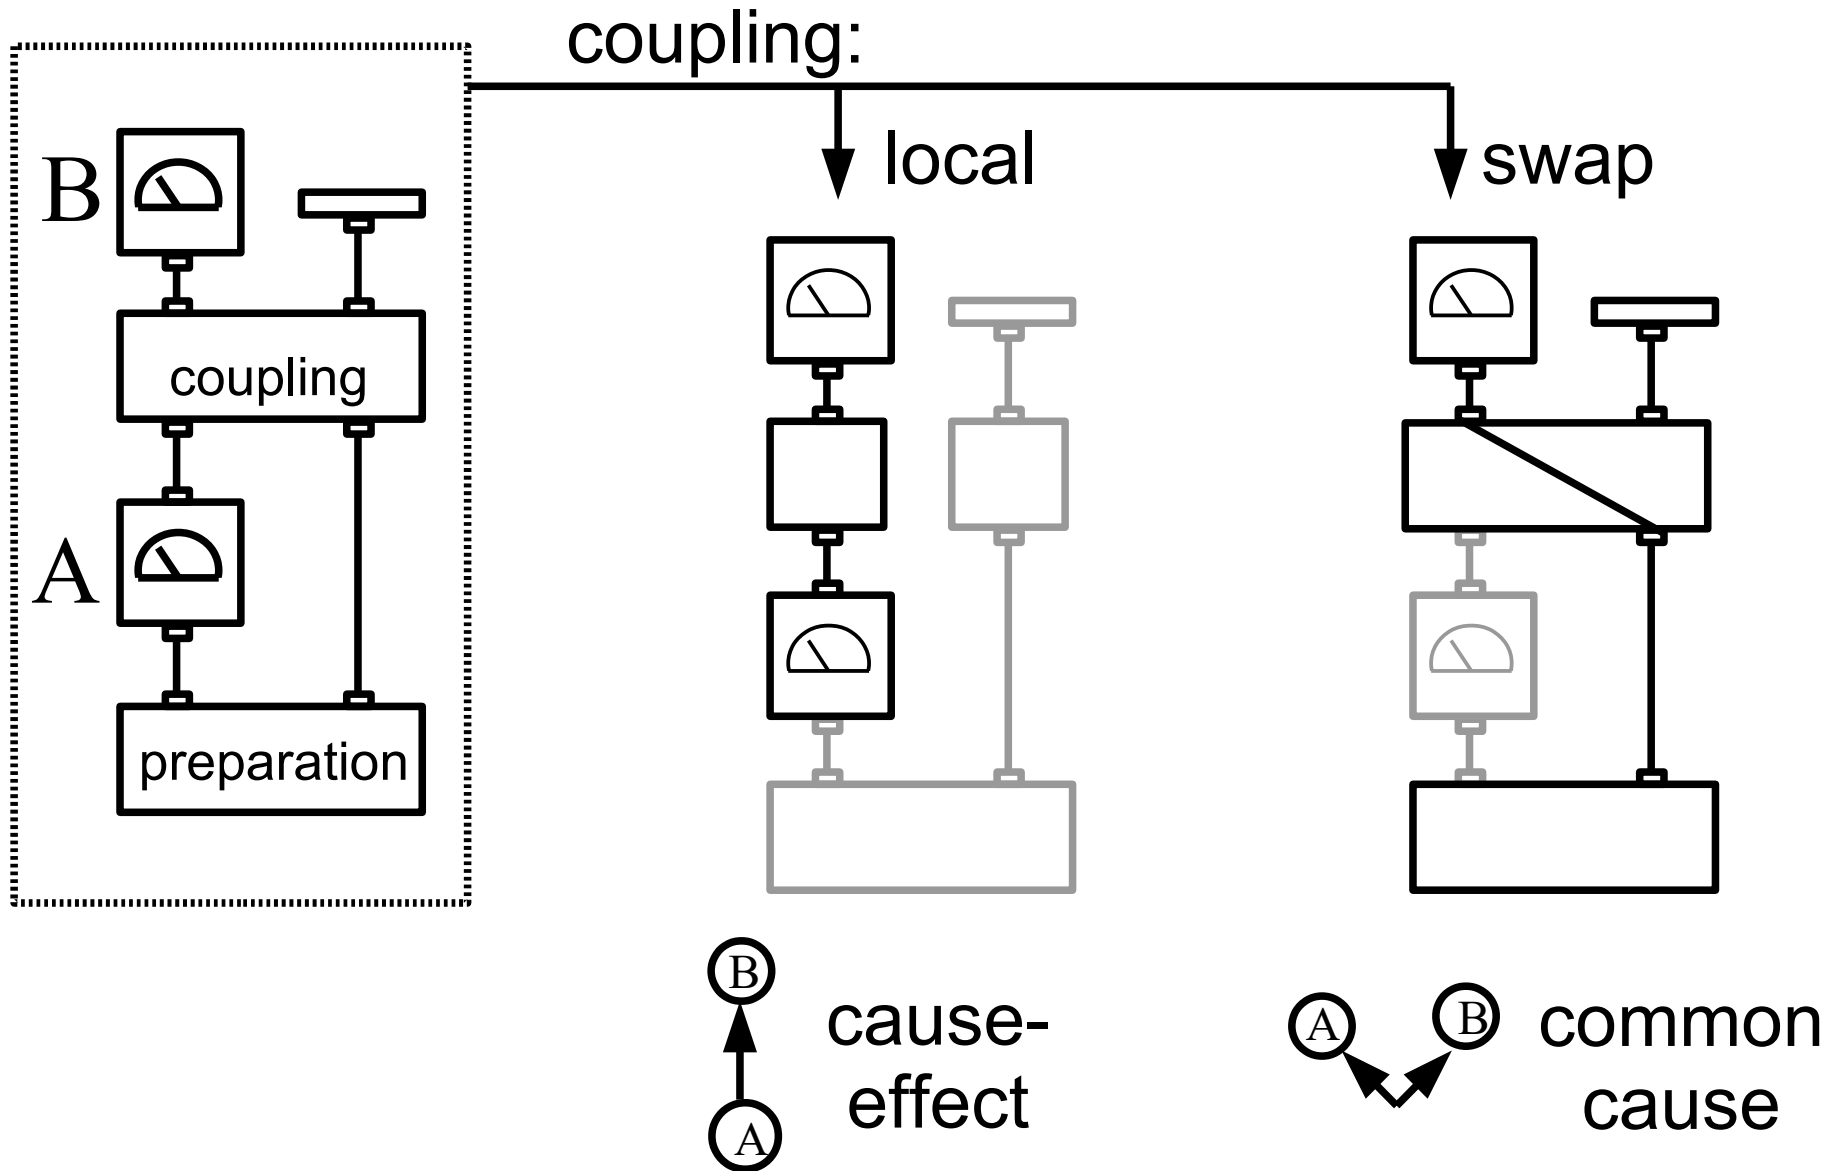 coupling:
local
swap
B
coupling
A
preparation
B
A
cause-
effect
A
B
common
cause